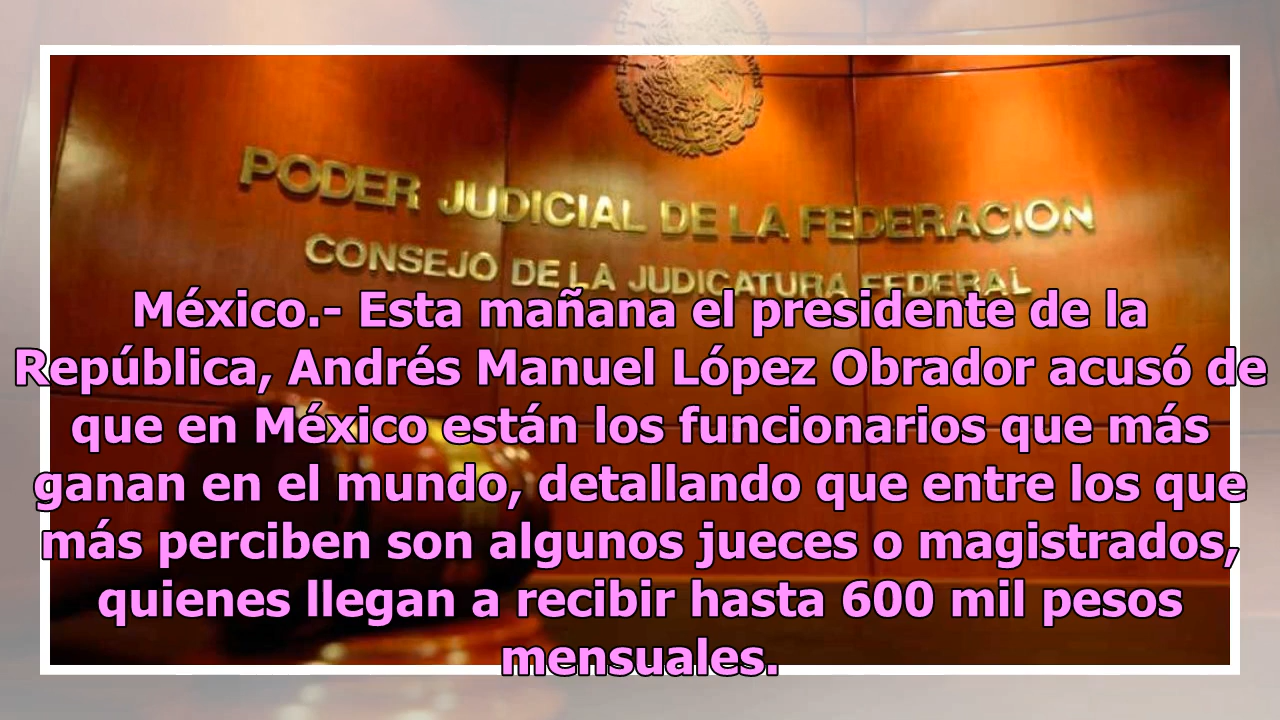 PODER JUDICIAL DE LA FEDERACION
CONSEJO DE LA JUDICATURA FEDERAL
México.- Esta mañana el presidente de la
República, Andrés Manuel López Obrador acusó de
que en México están los funcionarios que más
ganan en el mundo, detallando que entre los que
más perciben son algunos jueces o magistrados,
quienes llegan a recibir hasta 600 mil pesos
mensuales.